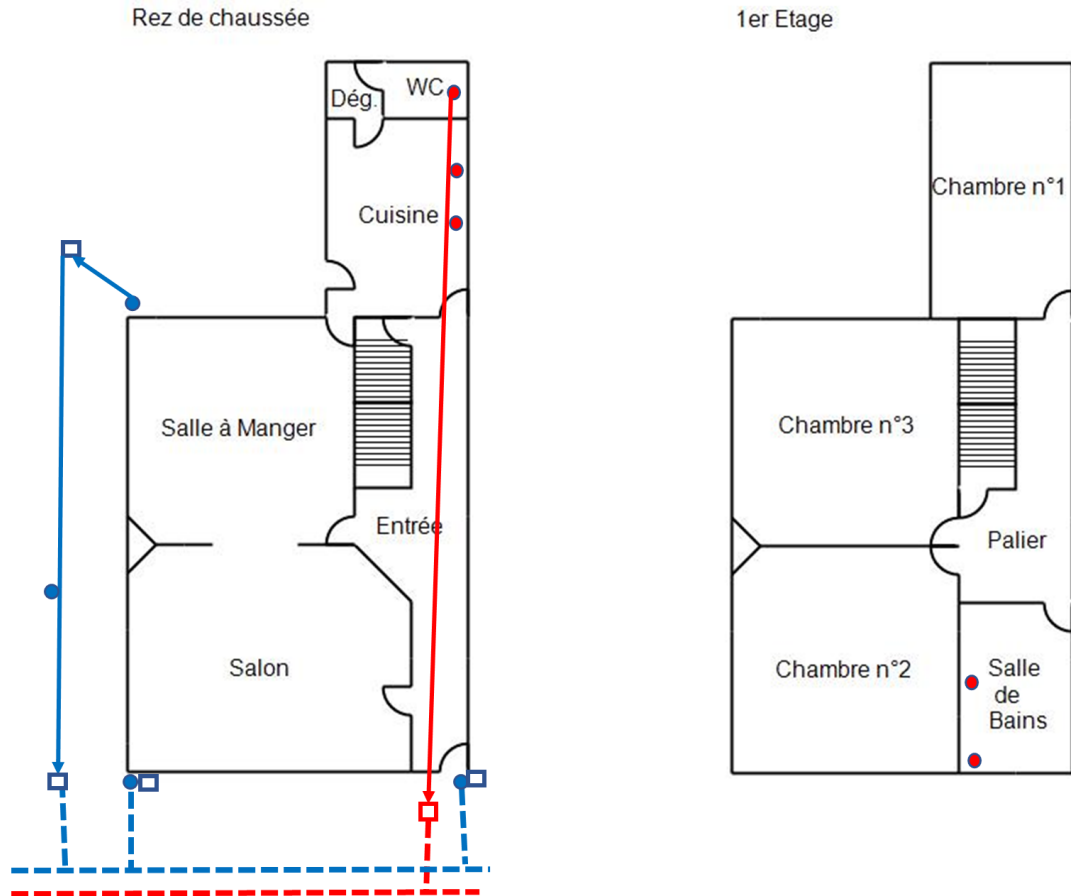 Rez de chaussée
1er Etage
WC
Dég.
Cuisine
Chambre n°1
Salle à Manger
Chambre n°3
Entrée
Palier
Salon
Chambre n°2
Salle
de
Bains